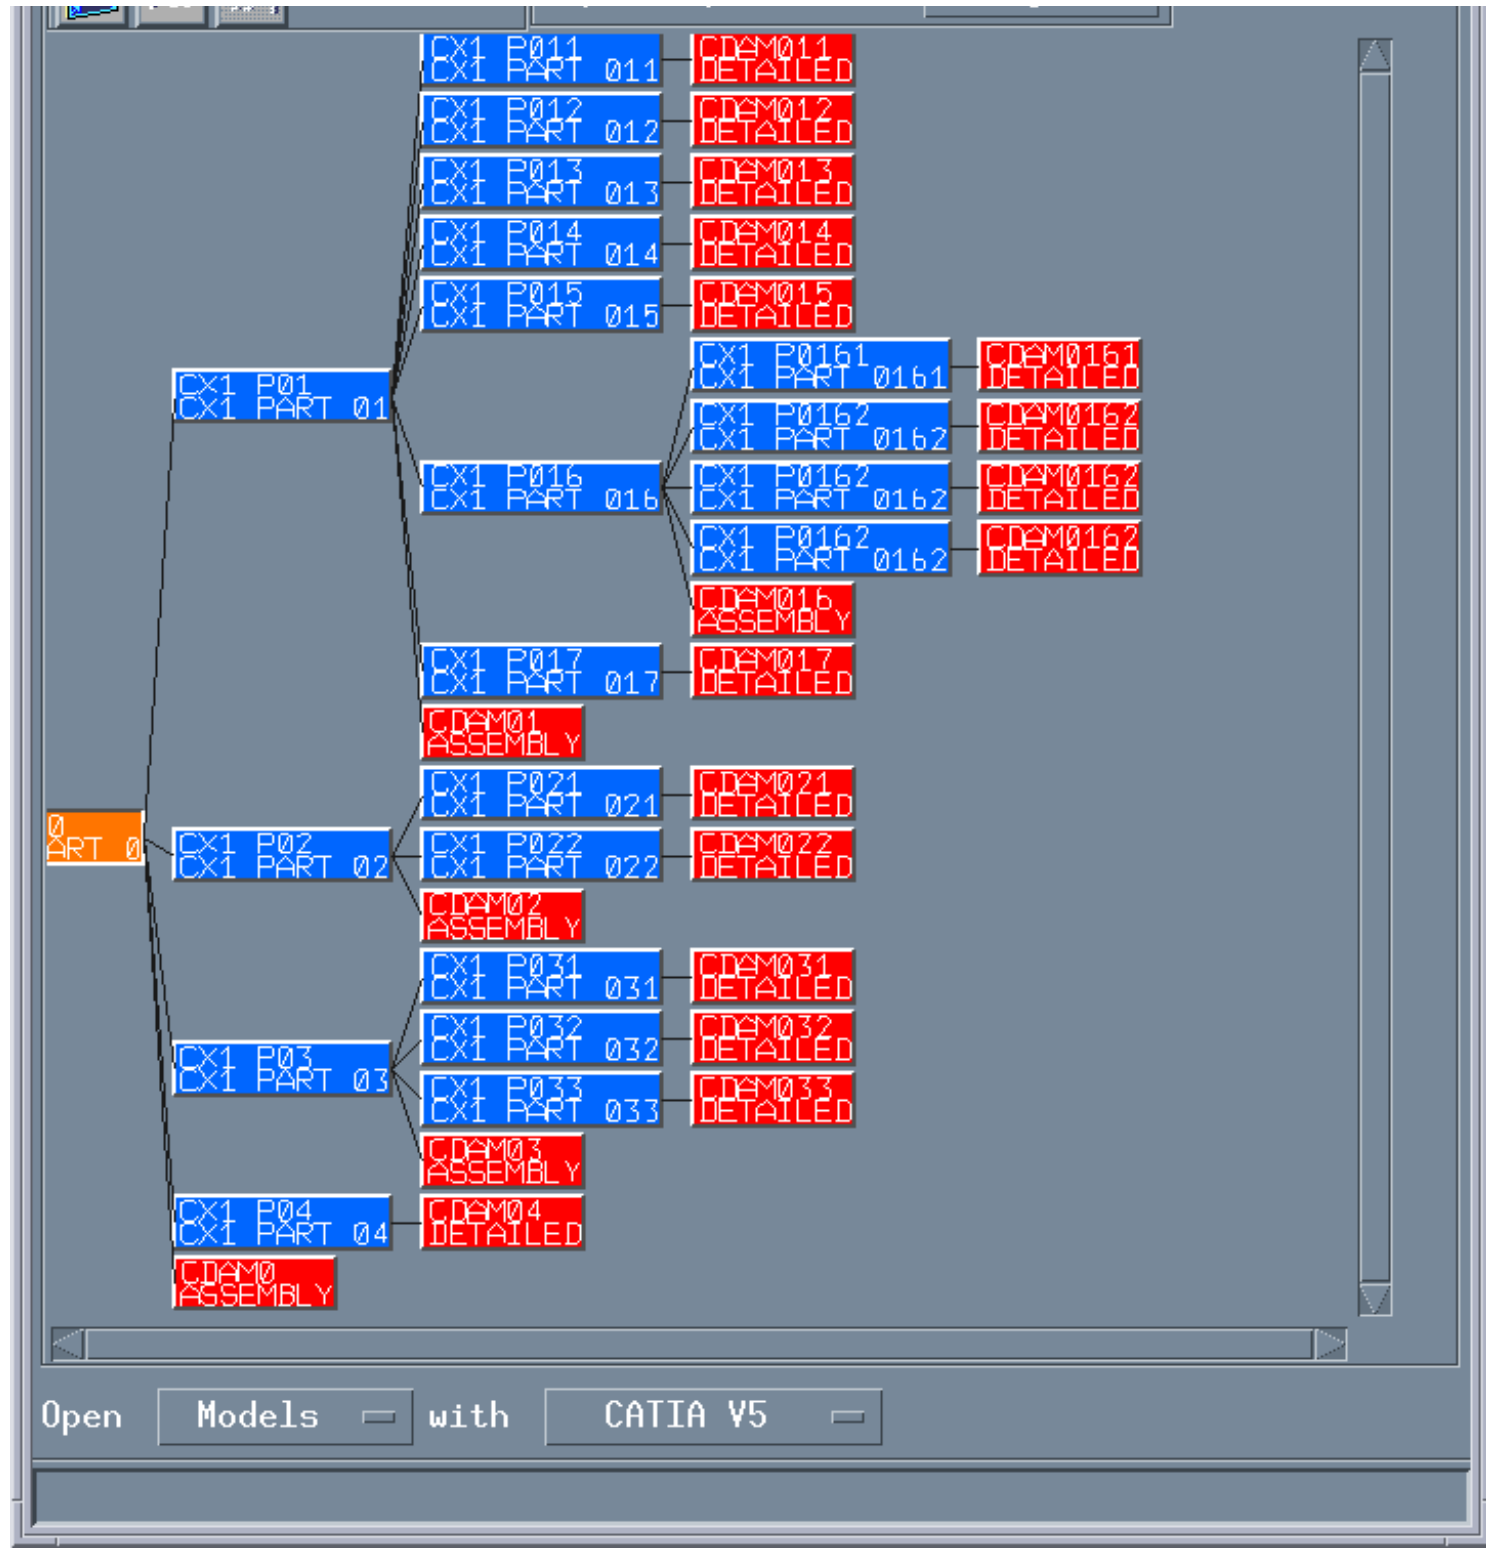 CX1 P011
CX1 PART 011
CDAM011
DETAILED
CX1 P012
CX1 PART 012
CDAM012
DETAILED
CX1 P013
CX1 PART 013
CDAM013
DETAILED
CX1 P014
CX1 PART 014
CDAM014
DETAILED
CX1 P015
CX1 PART 015
CDAM015
DETAILED
CX1 P0161
CX1 PART 0161
CDAM0161
DETAILED
CX1 P01
CX1 PART 01
CX1 P0162
CX1 PART 0162
CDAM0162
DETAILED
CX1 P016
CX1 PART 016
CX1 P0162
CX1 PART 0162
CDAM0162
DETAILED
CX1 P0162
CX1 PART 0162
CDAM0162
DETAILED
CDAM016
ASSEMBLY
CX1 P017
CX1 PART 017
CDAM017
DETAILED
CDAM01
ASSEMBLY
CX1 P021
CX1 PART 021
CDAM021
DETAILED
0
ART 0
CX1 P02
CX1 PART 02
CX1 P022
CX1 PART 022
CDAM022
DETAILED
CDAM02
ASSEMBLY
CX1 P031
CX1 PART 031
CDAM031
DETAILED
CX1 P032
CX1 PART 032
CDAM032
DETAILED
CX1 P03
CX1 PART 03
CX1 P033
CX1 PART 033
CDAM033
DETAILED
CDAM03
ASSEMBLY
CX1 P04
CX1 PART 04
CDAM04
DETAILED
CDAM0
ASSEMBLY
Open Models with CATIA V5